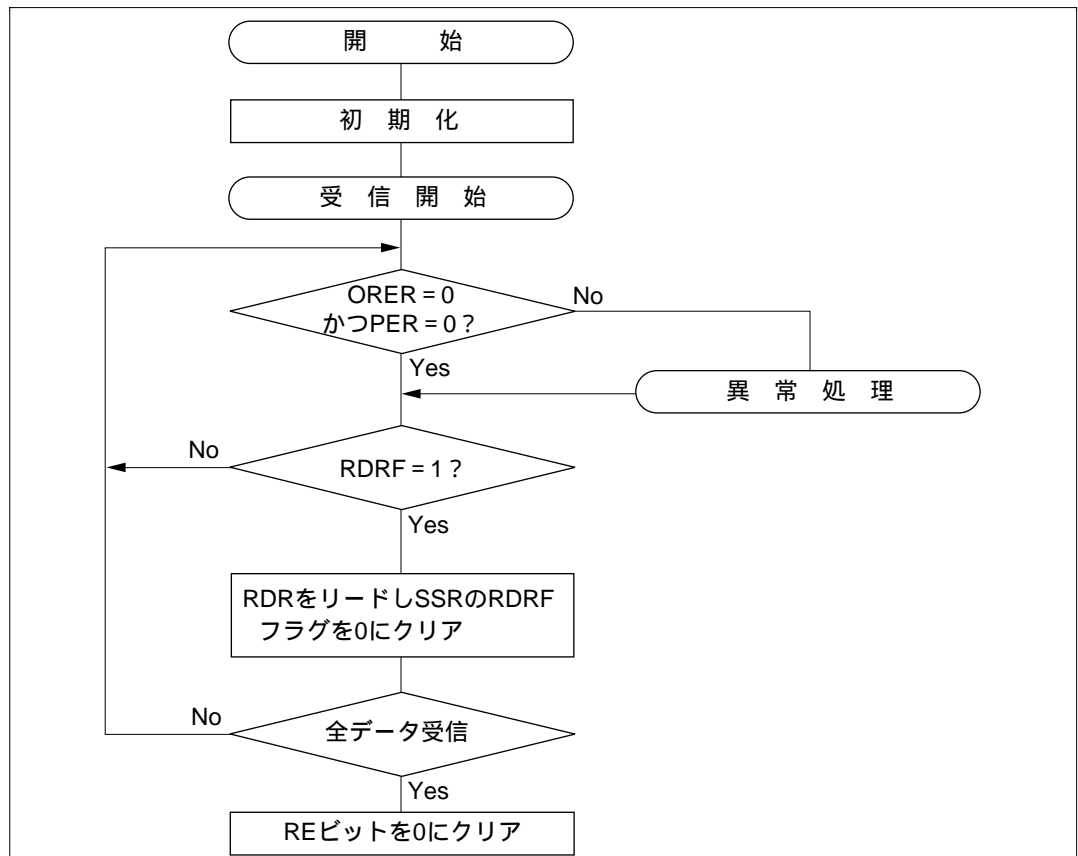 開 始
初 期 化
受 信 開 始
ORER = 0
かつPER = 0？
No
Yes
異 常 処 理
No
RDRF = 1？
Yes
RDRをリードしSSRのRDRF
フラグを0にクリア
No
全データ受信
Yes
REビットを0にクリア